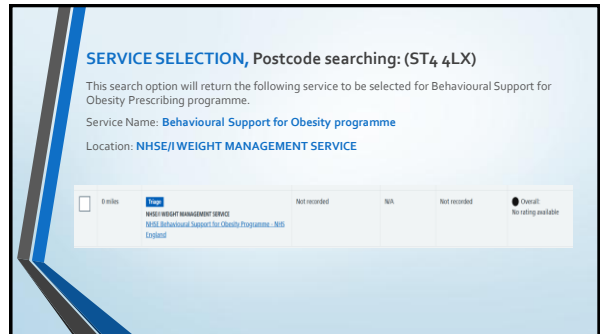 SERVICE SELECTION, Postcode searching: (ST4 4LX)
This search option will return the following service to be selected for Behavioural Support for
Obesity Prescribing programme.
Service Name: Behavioural Support for Obesity programme
Location: NHSE/I WEIGHT MANAGEMENT SERVICE
0 miles Triage Not recorded N/A Not recorded Overall:
NHSE/I WEIGHT MANAGEMENT SERVICE No rating available
NHSE Behavioural Support for Obesity Programme - NHS
England